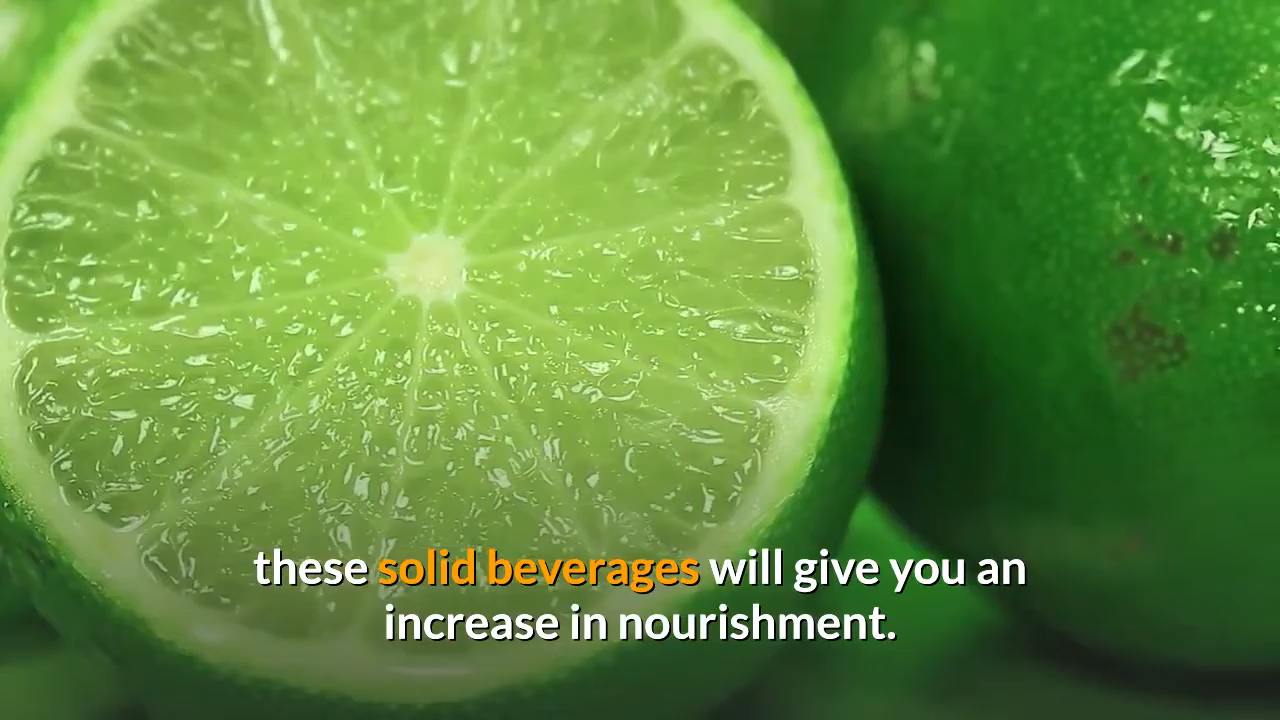 these solid beverages will give you an
increase in nourishment.